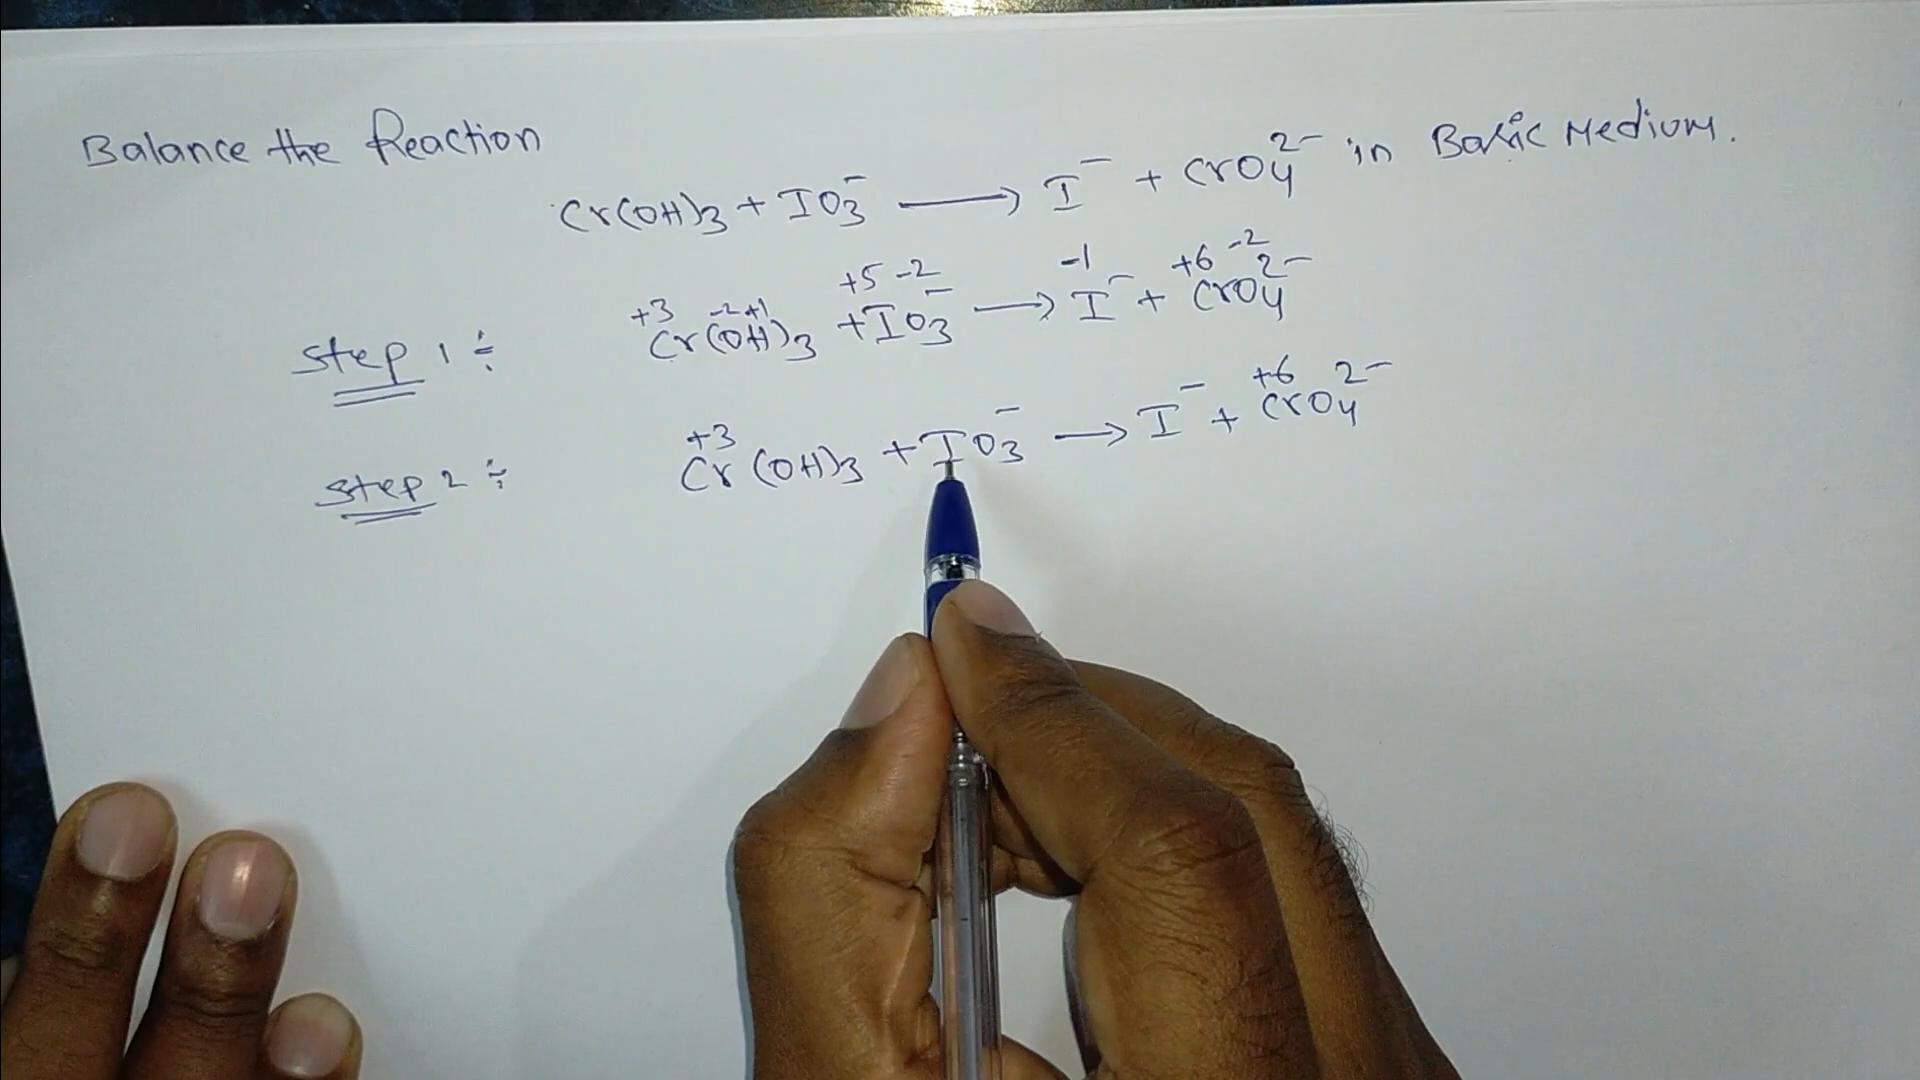 Balance the Reaction
Cr(OH)₃ + IO₃⁻ ⟶ I⁻ + CrO₄²⁻ in Basic Medium.
+3 -2 +1 +5 -2 -1 +6 -2
Step 1 ÷ Cr(OH)₃ + IO₃⁻ ⟶ I⁻ + CrO₄²⁻
+3 +6
Step 2 ÷ Cr(OH)₃ + IO₃⁻ ⟶ I⁻ + CrO₄²⁻